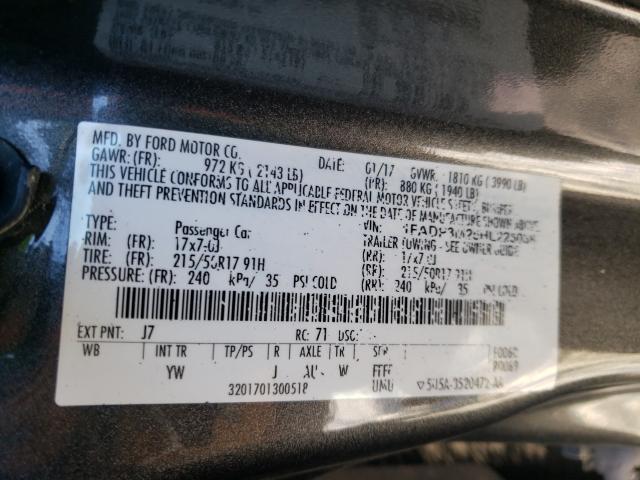 MFD. BY FORD MOTOR CO.
DATE: 01/17 GVWR: 1810 KG ( 3990 LB)
GAWR: (FR): 972 KG ( 2143 LB) (RR): 880 KG ( 1940 LB)
THIS VEHICLE CONFORMS TO ALL APPLICABLE FEDERAL MOTOR VEHICLE SAFETY, BUMPER
AND THEFT PREVENTION STANDARDS IN EFFECT ON THE DATE OF MANUFACTURE SHOWN ABOVE.
VIN:
TYPE: Passenger Car TRAILER TOWING - SEE OWNER GUIDE
RIM: (FR): 17x7.0J (RR): 17x7.0J
TIRE: (FR): 215/50R17 91H (RR): 215/50R17 91H
PRESSURE: (FR): 240 kPa/ 35 PSI COLD (RR): 240 kPa/ 35 PSI COLD
EXT PNT: J7 RC: 71 DSO:
WB INT TR TP/PS R AXLE TR SPR
YW J W
3201701300518